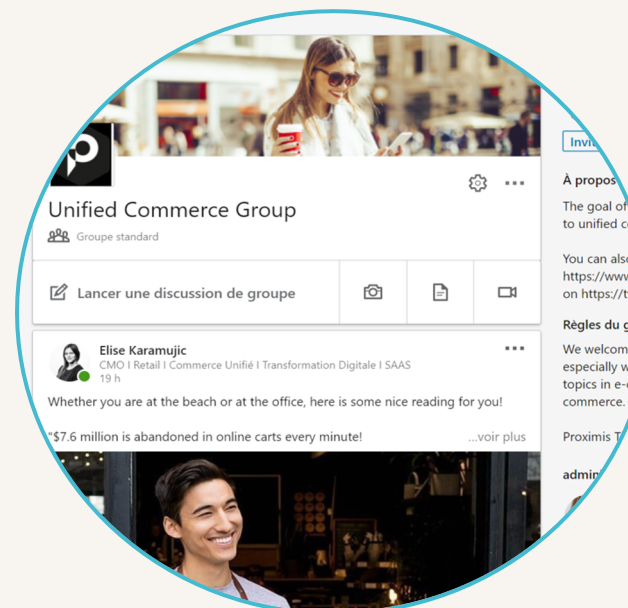 Unified Commerce Group
Groupe standard
Lancer une discussion de groupe
Elise Karamujic
CMO I Retail I Commerce Unifié I Transformation Digitale I SAAS
19 h
Whether you are at the beach or at the office, here is some nice reading for you!
"$7.6 million is abandoned in online carts every minute!
...voir plus
À propos
The goal of
to unified
You can also
https://www
on https://t
Règles du
We welcom
especially
topics in
commerce.
Proximis
admin